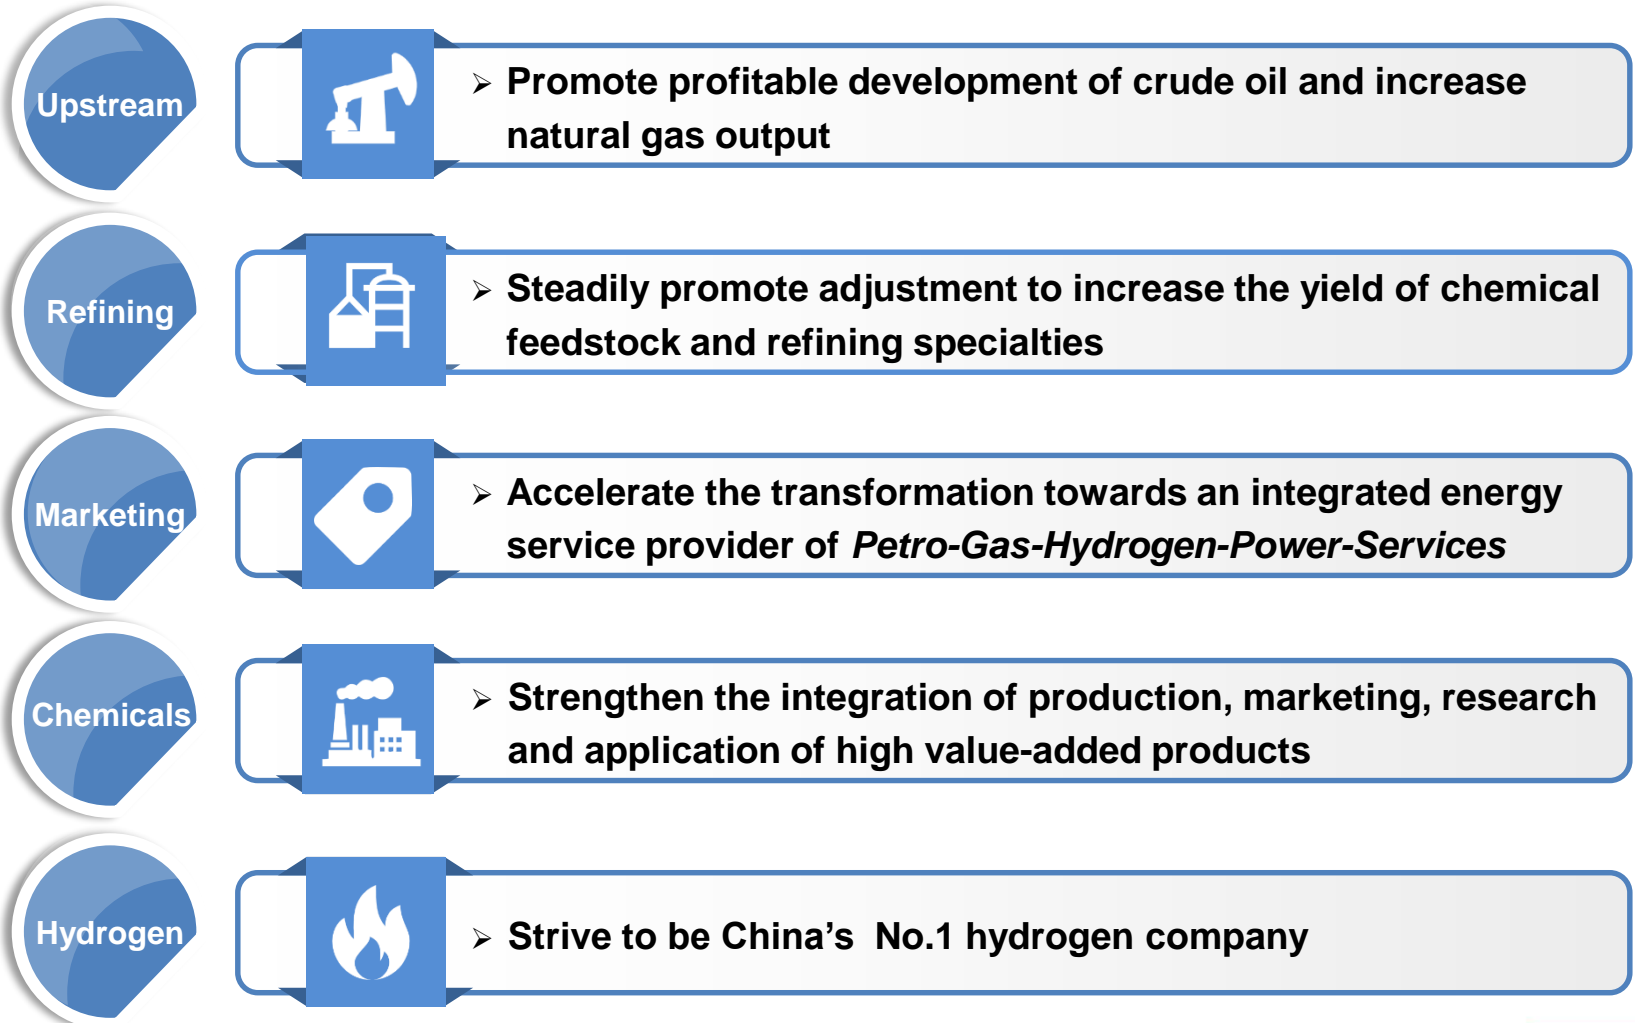 Upstream
➢ Promote profitable development of crude oil and increase
natural gas output
Refining
➢ Steadily promote adjustment to increase the yield of chemical
feedstock and refining specialties
Marketing
➢ Accelerate the transformation towards an integrated energy
service provider of Petro-Gas-Hydrogen-Power-Services
Chemicals
➢ Strengthen the integration of production, marketing, research
and application of high value-added products
Hydrogen
➢ Strive to be China’s No.1 hydrogen company